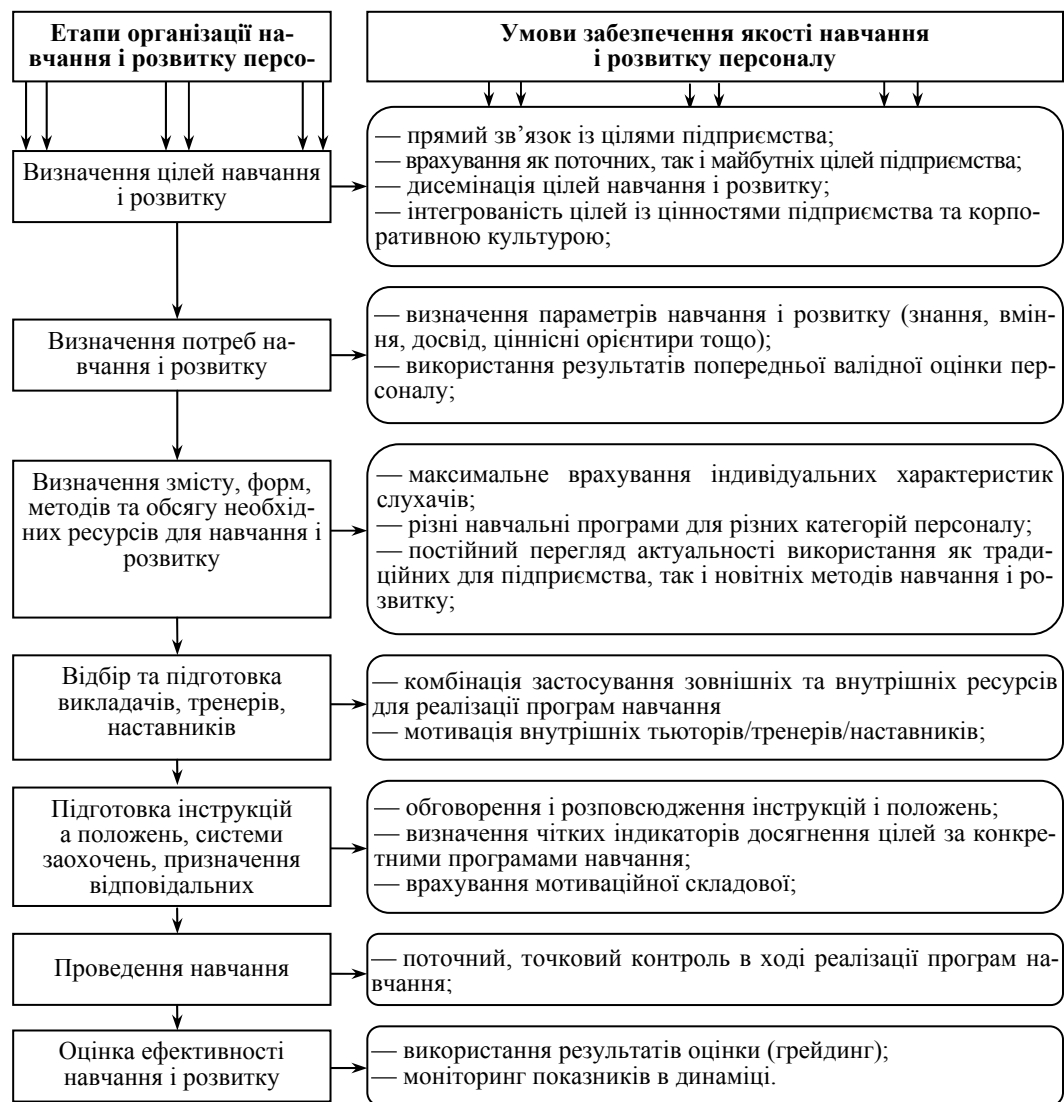 Етапи організації на-
вчання і розвитку персо-
Умови забезпечення якості навчання
і розвитку персоналу
Визначення цілей навчання
і розвитку
— прямий зв’язок із цілями підприємства;
— врахування як поточних, так і майбутніх цілей підприємства;
— дисемінація цілей навчання і розвитку;
— інтегрованість цілей із цінностями підприємства та корпо-
ративною культурою;
Визначення потреб на-
вчання і розвитку
— визначення параметрів навчання і розвитку (знання, вмін-
ня, досвід, ціннісні орієнтири тощо);
— використання результатів попередньої валідної оцінки пер-
соналу;
Визначення змісту, форм,
методів та обсягу необхід-
них ресурсів для навчання і
розвитку
— максимальне врахування індивідуальних характеристик
слухачів;
— різні навчальні програми для різних категорій персоналу;
— постійний перегляд актуальності використання як тради-
ційних для підприємства, так і новітніх методів навчання і ро-
звитку;
Відбір та підготовка
викладачів, тренерів,
наставників
— комбінація застосування зовнішніх та внутрішніх ресурсів
для реалізації програм навчання
— мотивація внутрішніх тьюторів/тренерів/наставників;
Підготовка інструкцій
а положень, системи
заохочень, призначення
відповідальних
— обговорення і розповсюдження інструкцій і положень;
— визначення чітких індикаторів досягнення цілей за конкре-
тними програмами навчання;
— врахування мотиваційної складової;
Проведення навчання
— поточний, точковий контроль в ході реалізації програм на-
вчання;
Оцінка ефективності
навчання і розвитку
— використання результатів оцінки (грейдинг);
— моніторинг показників в динаміці.